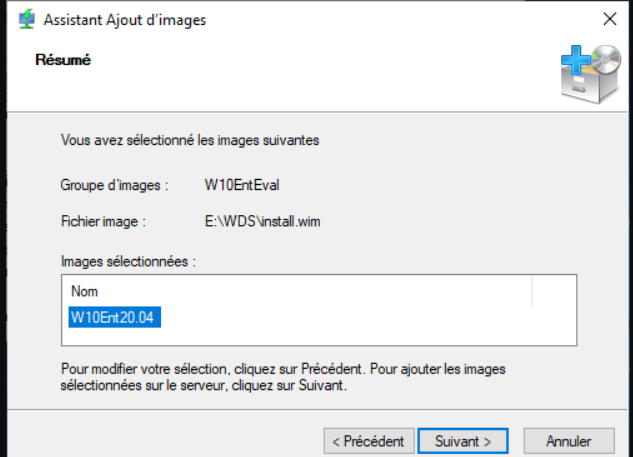 Assistant Ajout d'images
Résumé
Vous avez sélectionné les images suivantes
Groupe d'images : W10EntEval
Fichier image : E:\WDS\install.wim
Images sélectionnées :
Nom
W10Ent20.04
Pour modifier votre sélection, cliquez sur Précédent. Pour ajouter les images
sélectionnées sur le serveur, cliquez sur Suivant.
< Précédent Suivant > Annuler